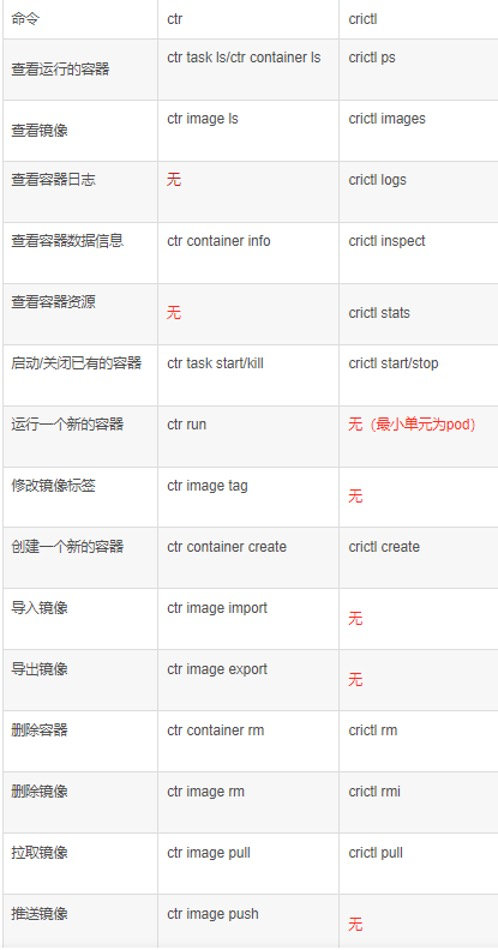 命令 ctr crictl
查看运行的容器 ctr task ls/ctr container ls crictl ps
查看镜像 ctr image ls crictl images
查看容器日志 无 crictl logs
查看容器数据信息 ctr container info crictl inspect
查看容器资源 无 crictl stats
启动/关闭已有的容器 ctr task start/kill crictl start/stop
运行一个新的容器 ctr run 无（最小单元为pod）
修改镜像标签 ctr image tag 无
创建一个新的容器 ctr container create crictl create
导入镜像 ctr image import 无
导出镜像 ctr image export 无
删除容器 ctr container rm crictl rm
删除镜像 ctr image rm crictl rmi
拉取镜像 ctr image pull crictl pull
推送镜像 ctr image push 无